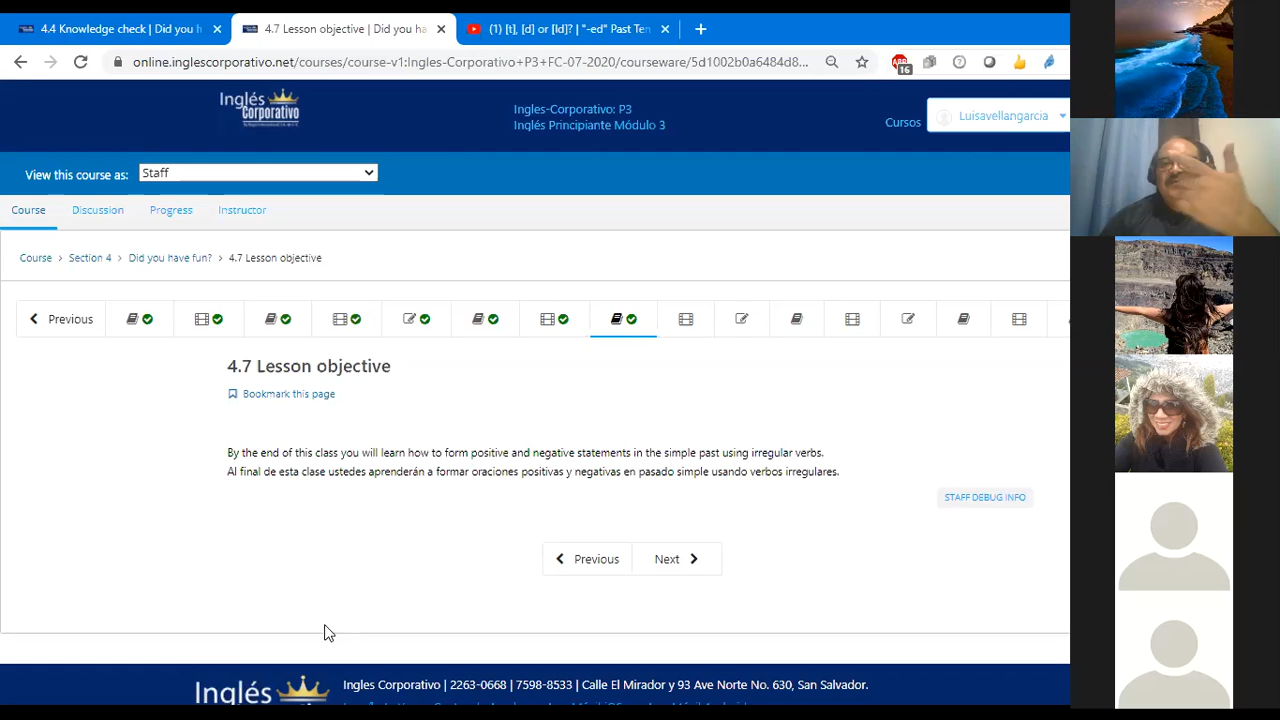 4.4 Knowledge check | Did you h
4.7 Lesson objective | Did you ha
(1) [t], [d] or [Id]? | "-ed" Past Ten
online.inglescorporativo.net/courses/course-v1:Ingles-Corporativo+P3+FC-07-2020/courseware/5d1002b0a6484d8...
ABP
16
Inglés
Corporativo
Ingles-Corporativo: P3
Inglés Principiante Módulo 3
Cursos
Luisavellangarcia
View this course as:
Staff
Course
Discussion
Progress
Instructor
Course > Section 4 > Did you have fun? > 4.7 Lesson objective
Previous
4.7 Lesson objective
Bookmark this page
By the end of this class you will learn how to form positive and negative statements in the simple past using irregular verbs.
Al final de esta clase ustedes aprenderán a formar oraciones positivas y negativas en pasado simple usando verbos irregulares.
STAFF DEBUG INFO
Previous
Next
Inglés
Ingles Corporativo | 2263-0668 | 7598-8533 | Calle El Mirador y 93 Ave Norte No. 630, San Salvador.